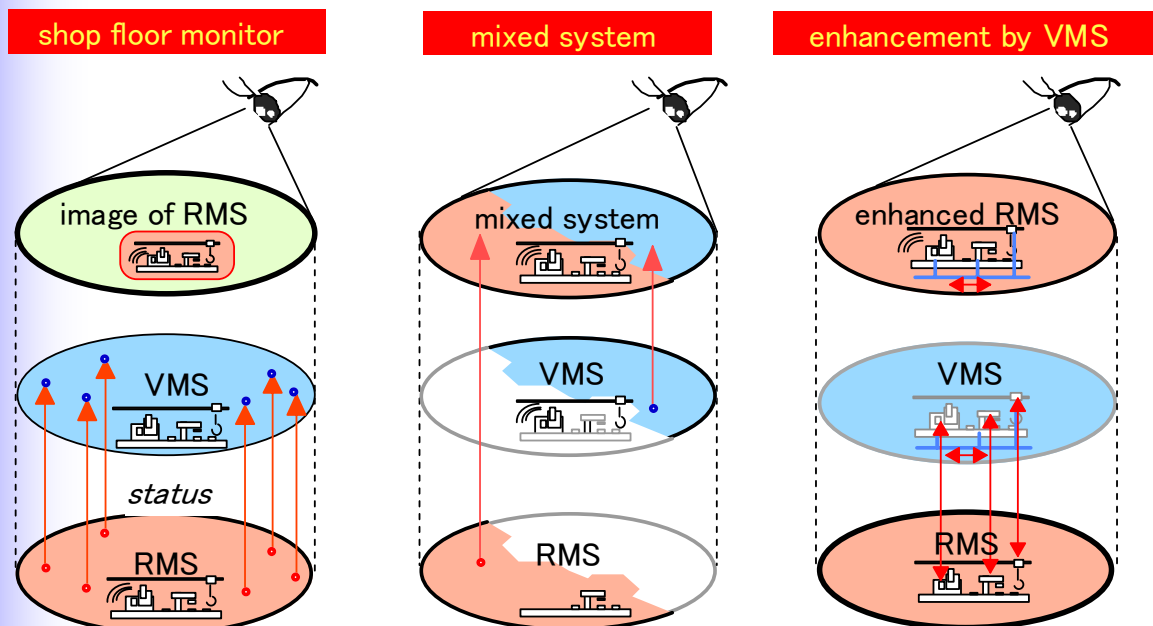 shop floor monitor
image of RMS
VMS
status
RMS
mixed system
mixed system
VMS
RMS
enhancement by VMS
enhanced RMS
VMS
RMS